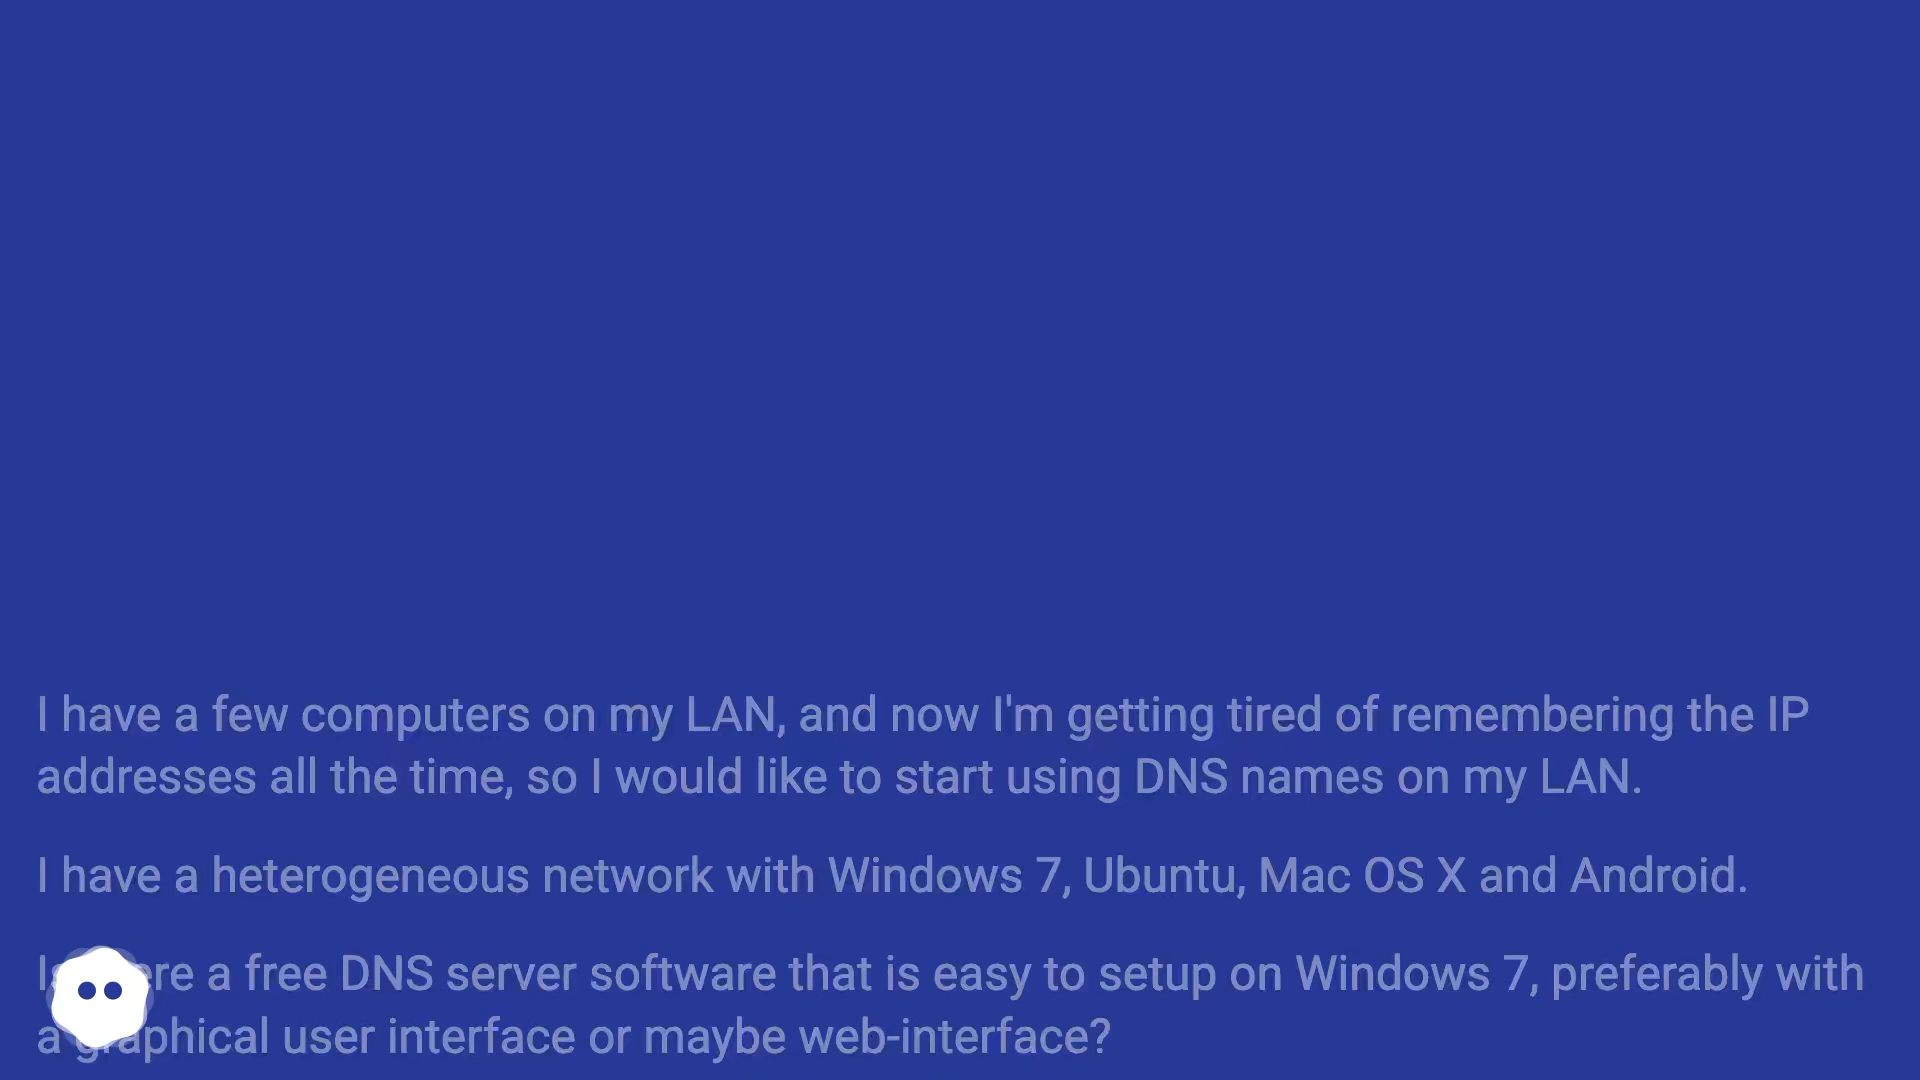 I have a few computers on my LAN, and now I'm getting tired of remembering the IP
addresses all the time, so I would like to start using DNS names on my LAN.
I have a heterogeneous network with Windows 7, Ubuntu, Mac OS X and Android.
a free DNS server software that is easy to setup on Windows 7, preferably with
a graphical user interface or maybe web-interface?